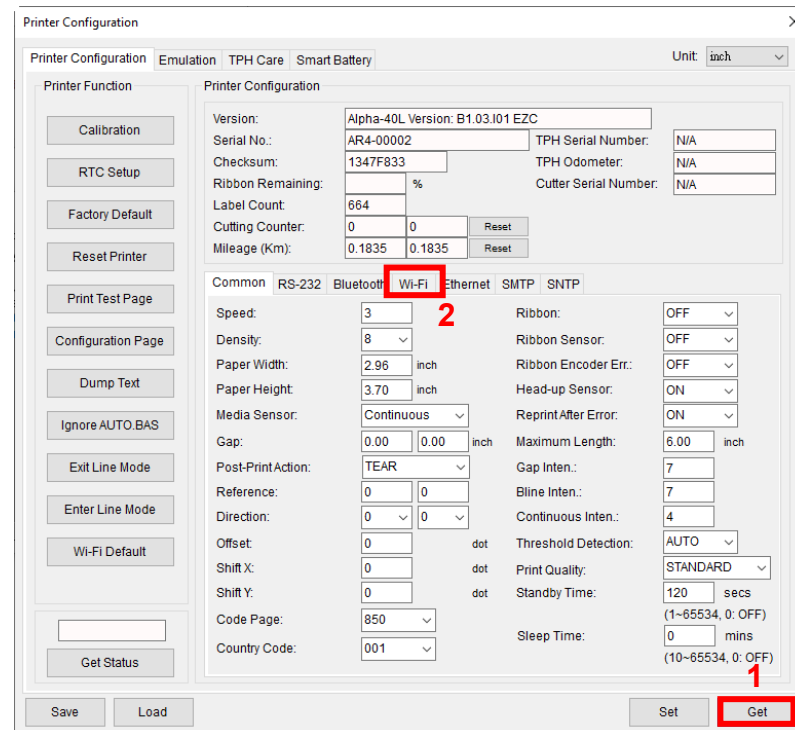 Printer Configuration
Printer Configuration Emulation TPH Care Smart Battery Unit: inch
Printer Function
Calibration
RTC Setup
Factory Default
Reset Printer
Print Test Page
Configuration Page
Dump Text
Ignore AUTO.BAS
Exit Line Mode
Enter Line Mode
Wi-Fi Default
Get Status
Printer Configuration
Version: Alpha-40L Version: B1.03.I01 EZC
Serial No.: AR4-00002 TPH Serial Number: N/A
Checksum: 1347F833 TPH Odometer: N/A
Ribbon Remaining: % Cutter Serial Number: N/A
Label Count: 664
Cutting Counter: 0 0 Reset
Mileage (Km): 0.1835 0.1835 Reset
Common RS-232 Bluetooth Wi-Fi Ethernet SMTP SNTP
2
Speed: 3 Ribbon: OFF
Density: 8 Ribbon Sensor: OFF
Paper Width: 2.96 inch Ribbon Encoder Err.: OFF
Paper Height: 3.70 inch Head-up Sensor: ON
Media Sensor: Continuous Reprint After Error: ON
Gap: 0.00 0.00 inch Maximum Length: 6.00 inch
Post-Print Action: TEAR Gap Inten.: 7
Reference: 0 0 Bline Inten.: 7
Direction: 0 0 Continuous Inten.: 4
Offset: 0 dot Threshold Detection: AUTO
Shift X: 0 dot Print Quality: STANDARD
Shift Y: 0 dot Standby Time: 120 secs
(1~65534, 0: OFF)
Code Page: 850
Sleep Time: 0 mins
Country Code: 001
(10~65534, 0: OFF)
1
Save Load Set Get